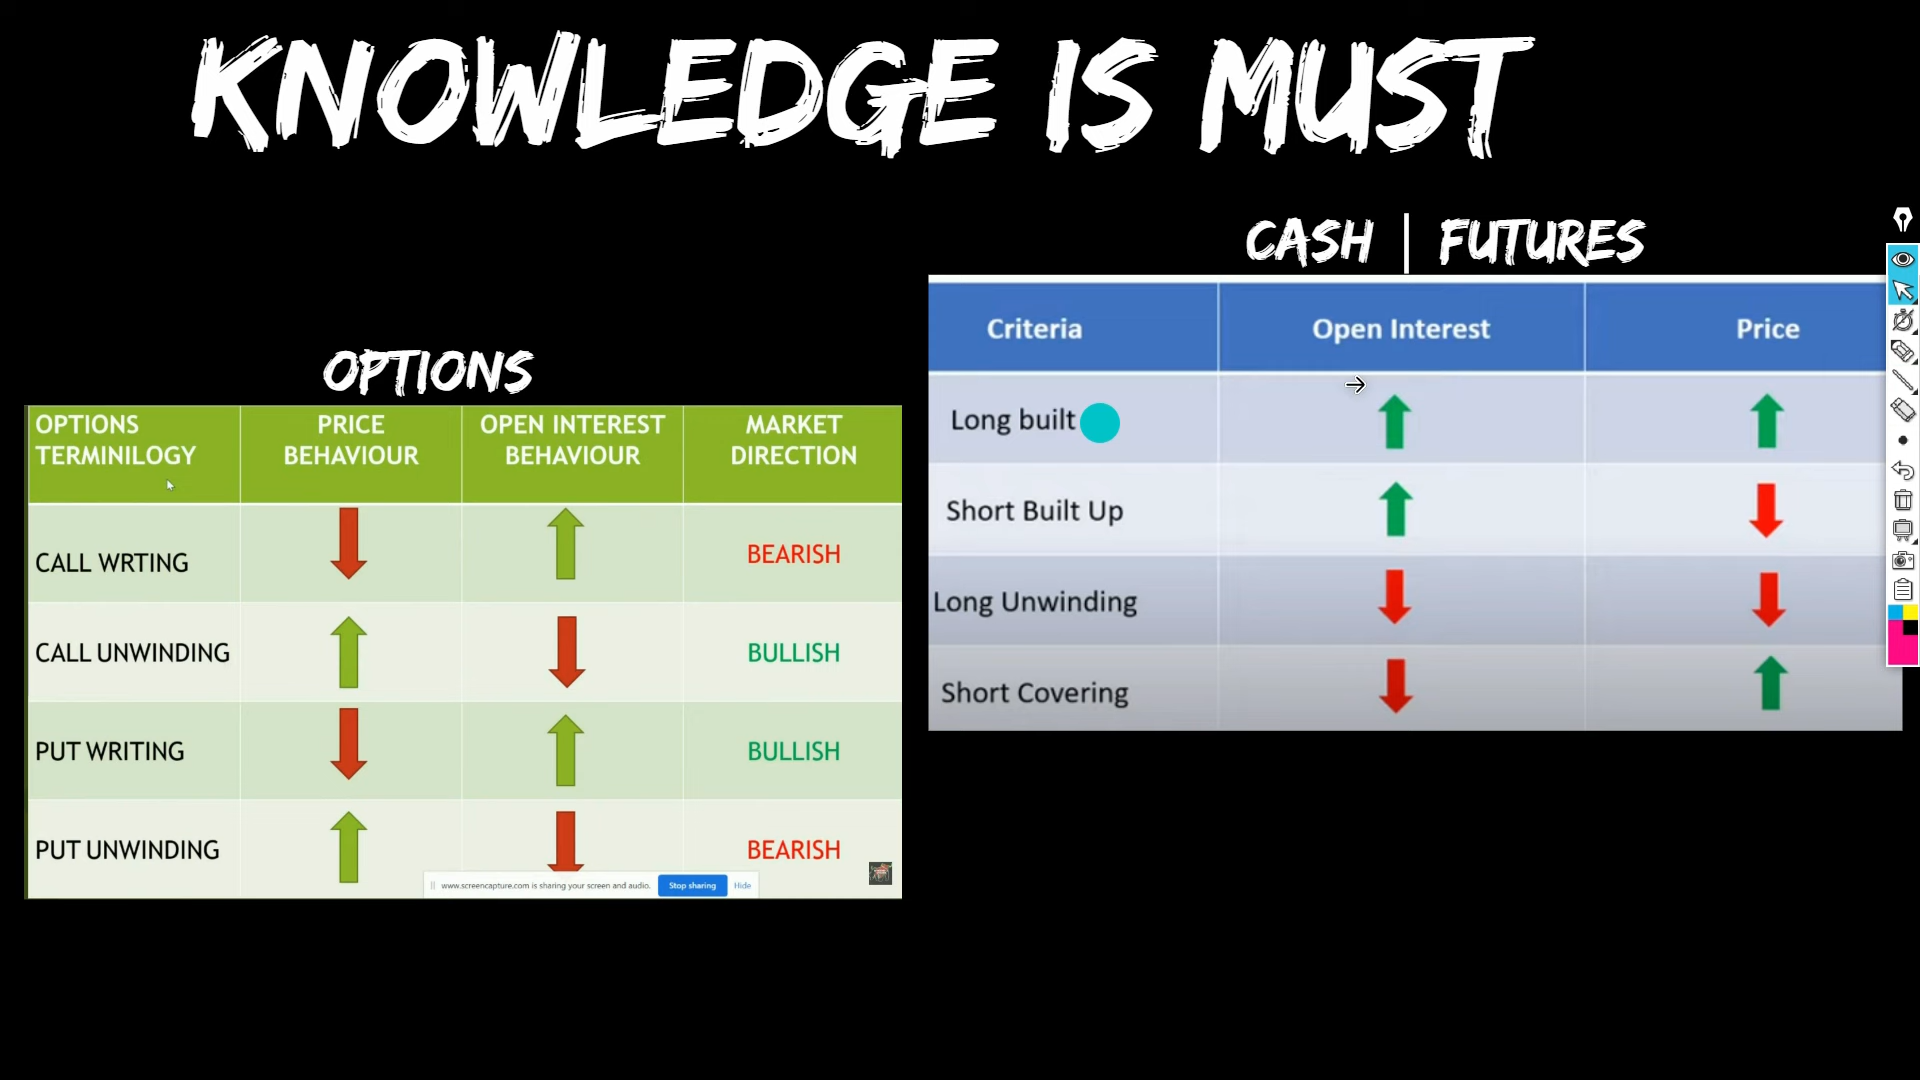 KNOWLEDGE IS MUST
CASH | FUTURES
Criteria Open Interest Price
Long built
Short Built Up
Long Unwinding
Short Covering
OPTIONS
OPTIONS TERMINILOGY
PRICE BEHAVIOUR
OPEN INTEREST BEHAVIOUR
MARKET DIRECTION
CALL WRTING BEARISH
CALL UNWINDING BULLISH
PUT WRITING BULLISH
PUT UNWINDING BEARISH
www.screencapture.com is sharing your screen and audio. Stop sharing Hide